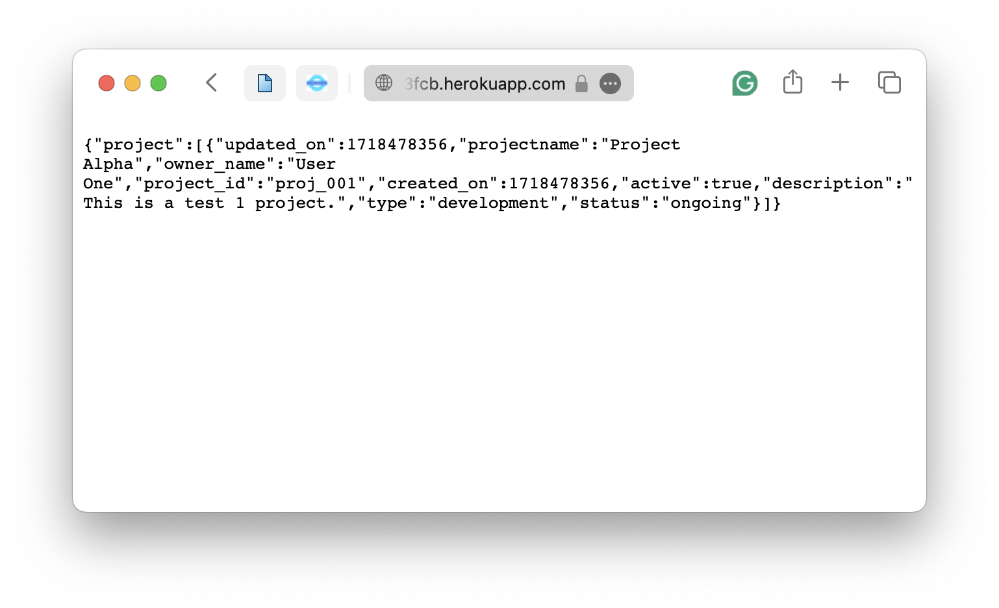 3fcb.herokuapp.com
{"project":[{"updated_on":1718478356,"projectname":"Project
Alpha","owner_name":"User
One","project_id":"proj_001","created_on":1718478356,"active":true,"description":"
This is a test 1 project.","type":"development","status":"ongoing"}]}